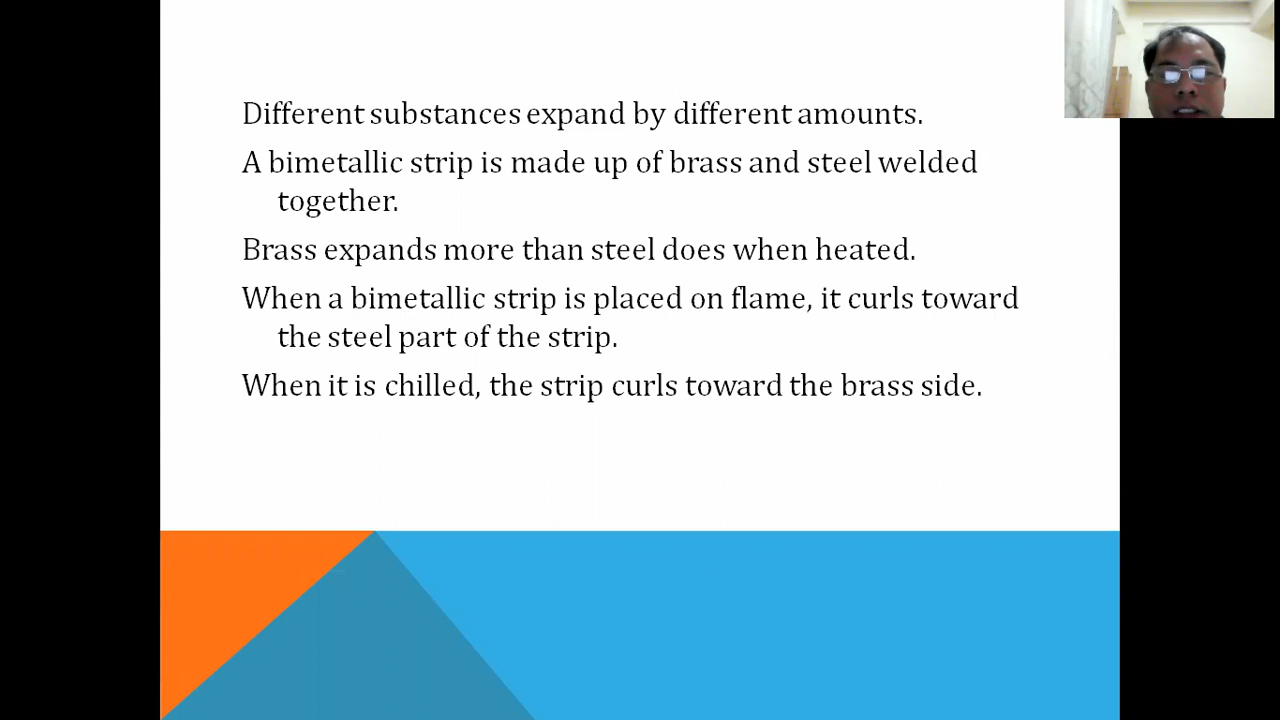 Different substances expand by different amounts.
A bimetallic strip is made up of brass and steel welded
together.
Brass expands more than steel does when heated.
When a bimetallic strip is placed on flame, it curls toward
the steel part of the strip.
When it is chilled, the strip curls toward the brass side.